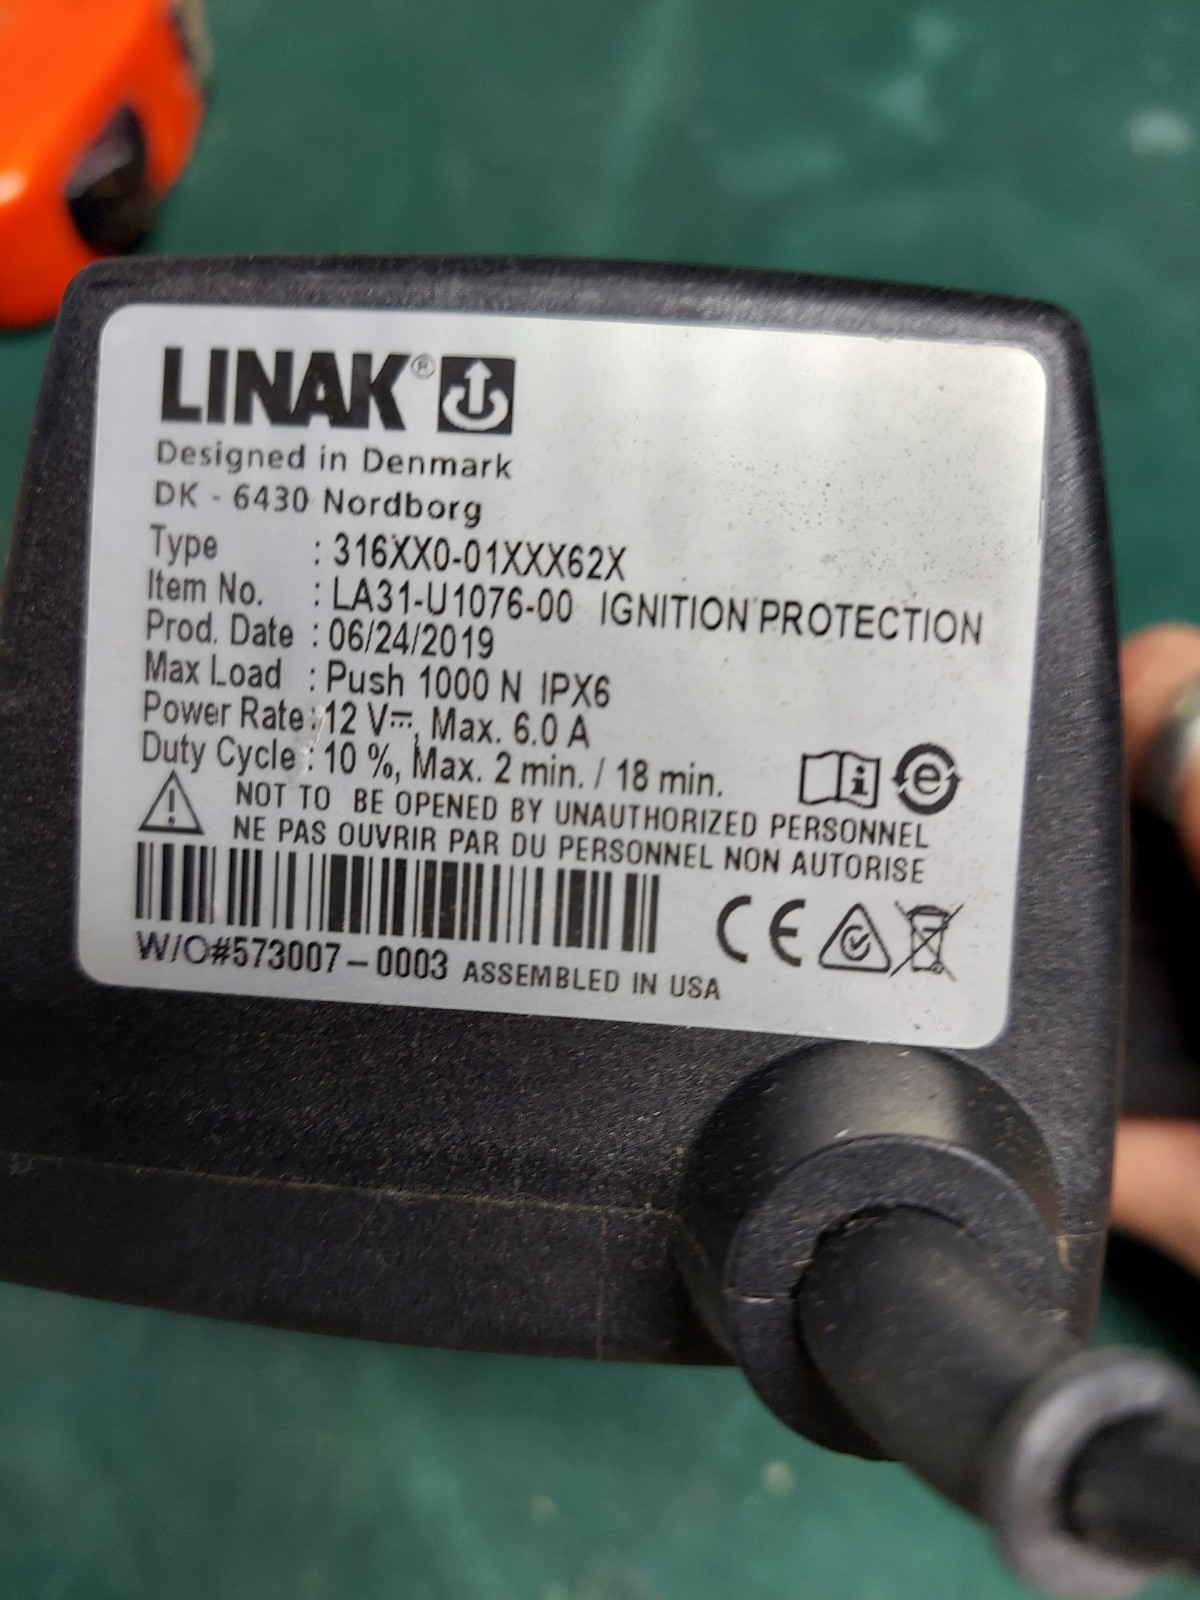 LINAK®
Designed in Denmark
DK - 6430 Nordborg
Type : 316XX0-01XXX62X
Item No. : LA31-U1076-00 IGNITION PROTECTION
Prod. Date : 06/24/2019
Max Load : Push 1000 N IPX6
Power Rate : 12 V⎓, Max. 6.0 A
Duty Cycle : 10 %, Max. 2 min. / 18 min.
NOT TO BE OPENED BY UNAUTHORIZED PERSONNEL
NE PAS OUVRIR PAR DU PERSONNEL NON AUTORISE
CE
W/O#573007-0003 ASSEMBLED IN USA